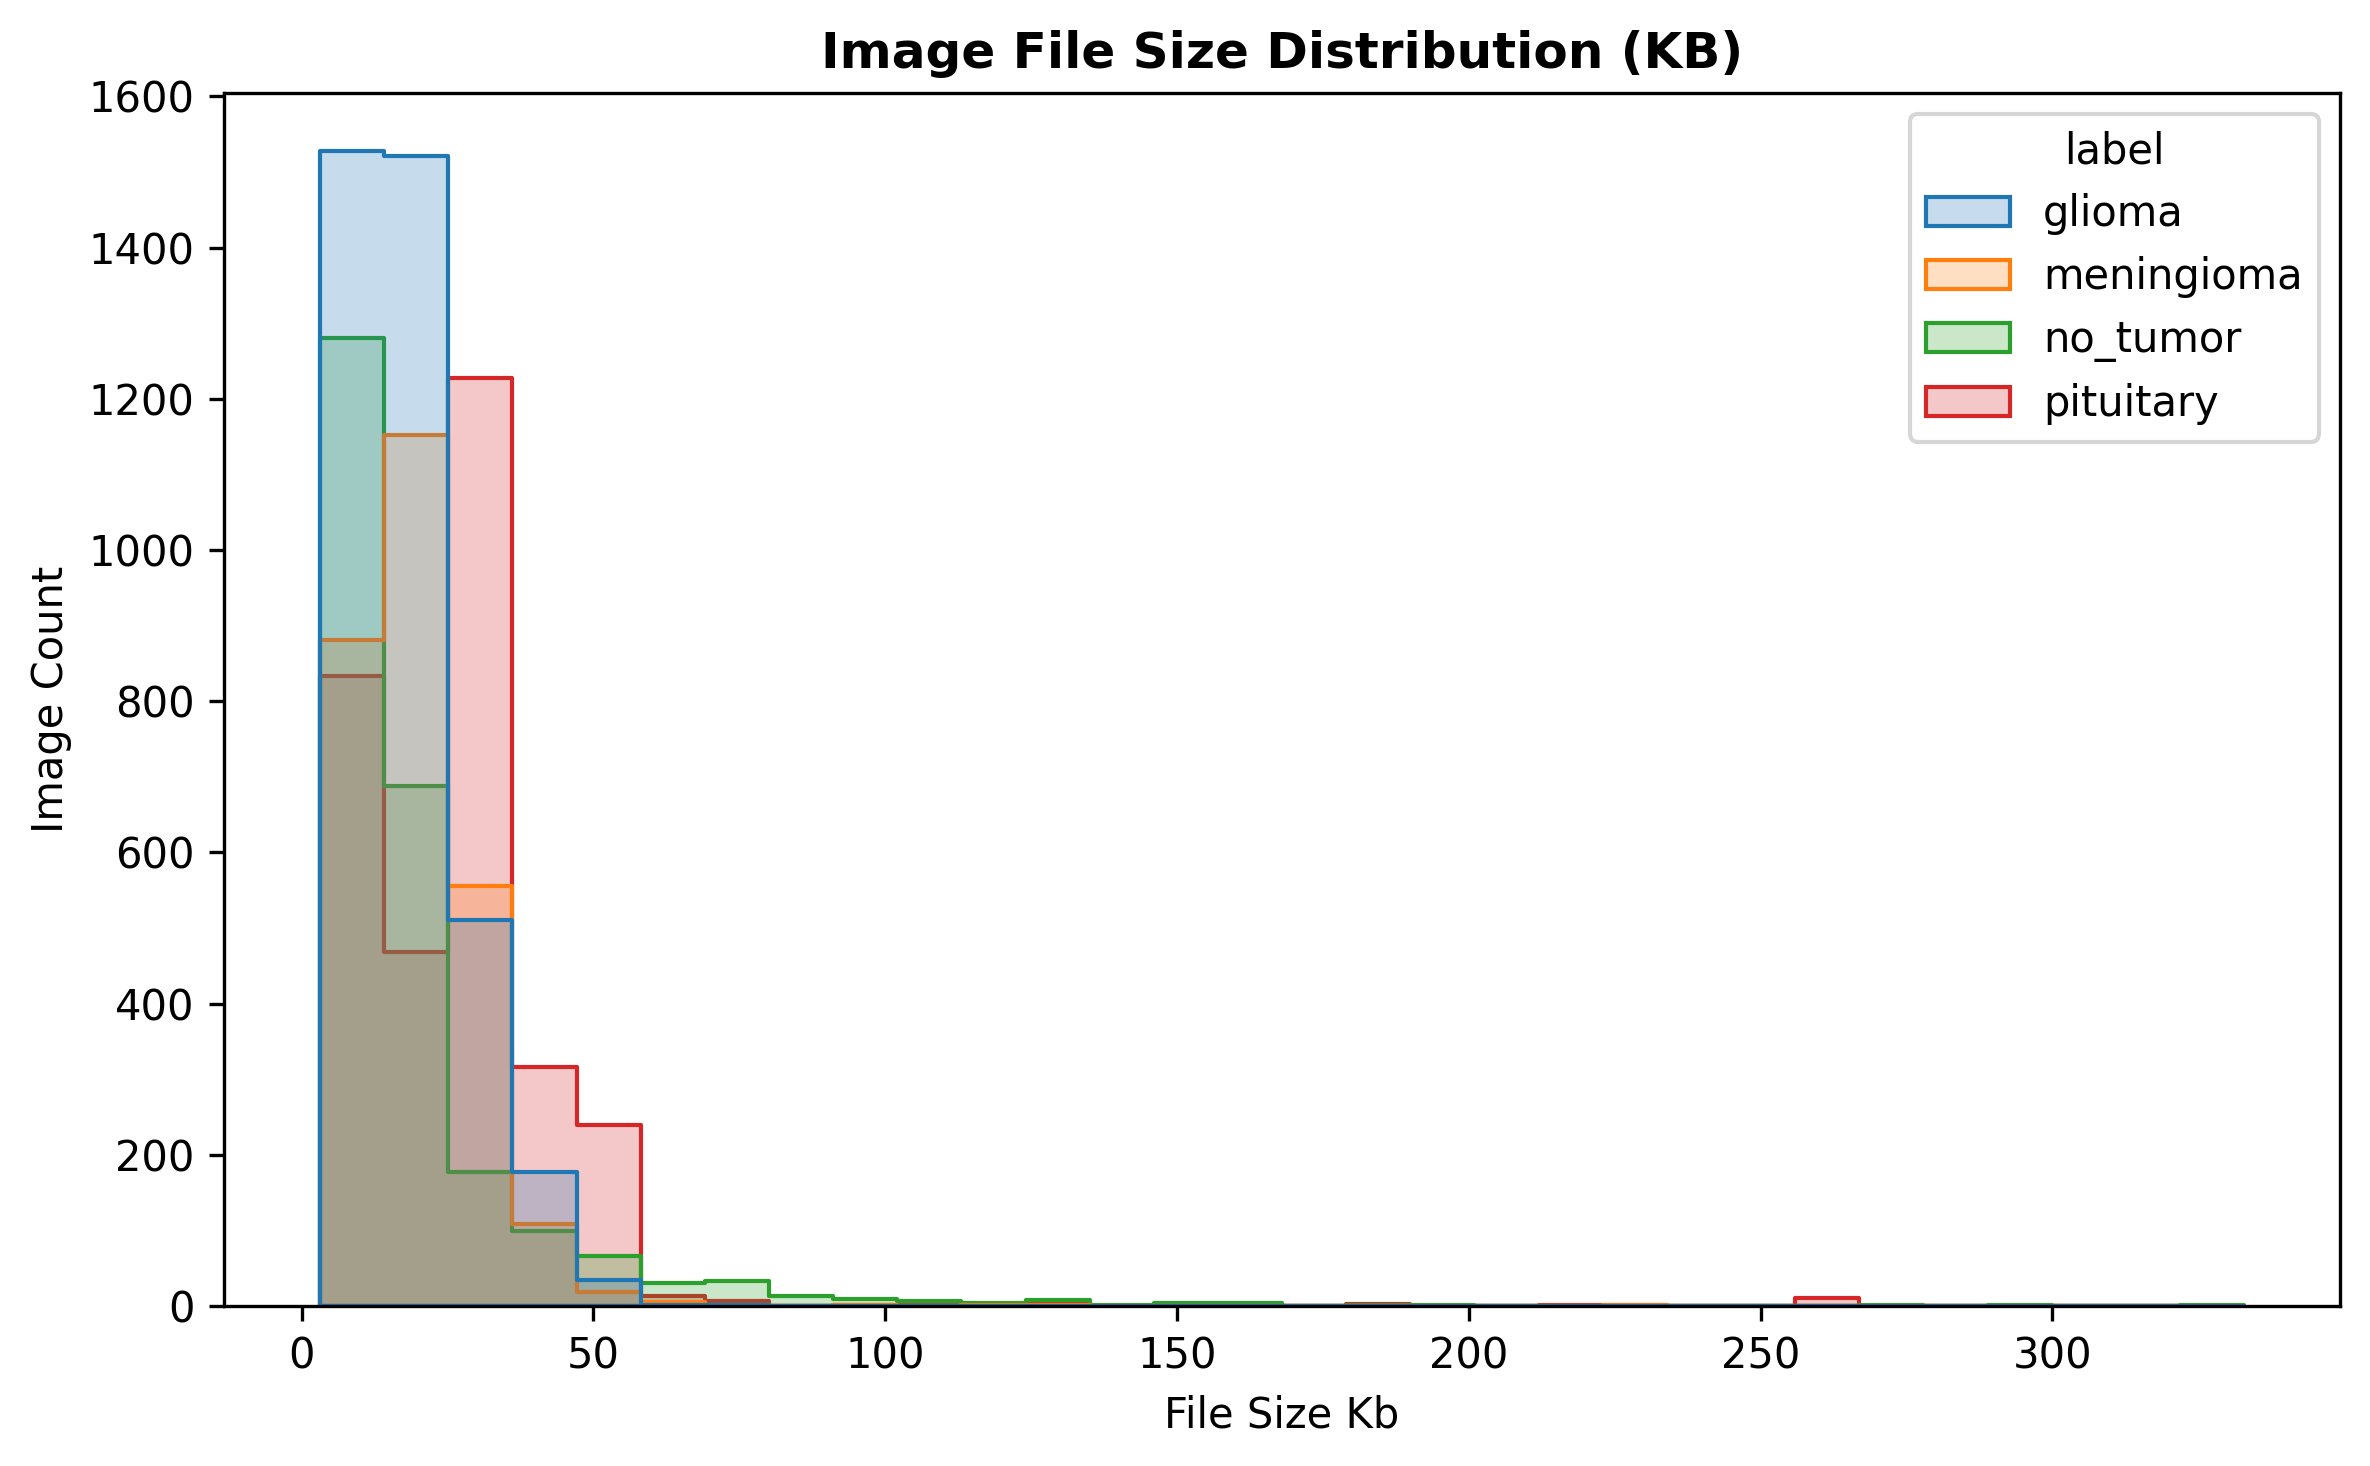 Image File Size Distribution (KB)
1600
1400
1200
1000
800
600
400
200
0
Image Count
0 50 100 150 200 250 300
File Size Kb
label
glioma
meningioma
no_tumor
pituitary